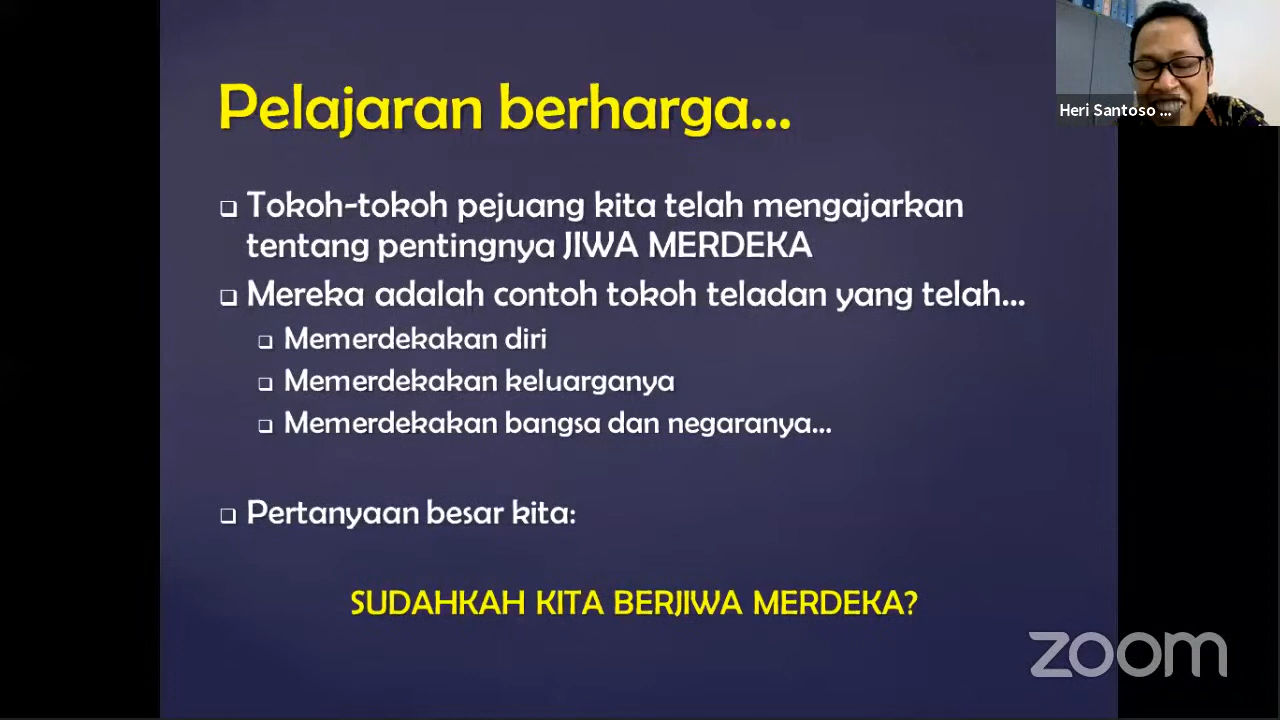 Pelajaran berharga...
Tokoh-tokoh pejuang kita telah mengajarkan
tentang pentingnya JIWA MERDEKA
Mereka adalah contoh tokoh teladan yang telah...
Memerdekakan diri
Memerdekakan keluarganya
Memerdekakan bangsa dan negaranya...
Pertanyaan besar kita:
SUDAHKAH KITA BERJIWA MERDEKA?
Heri Santoso ...
zoom